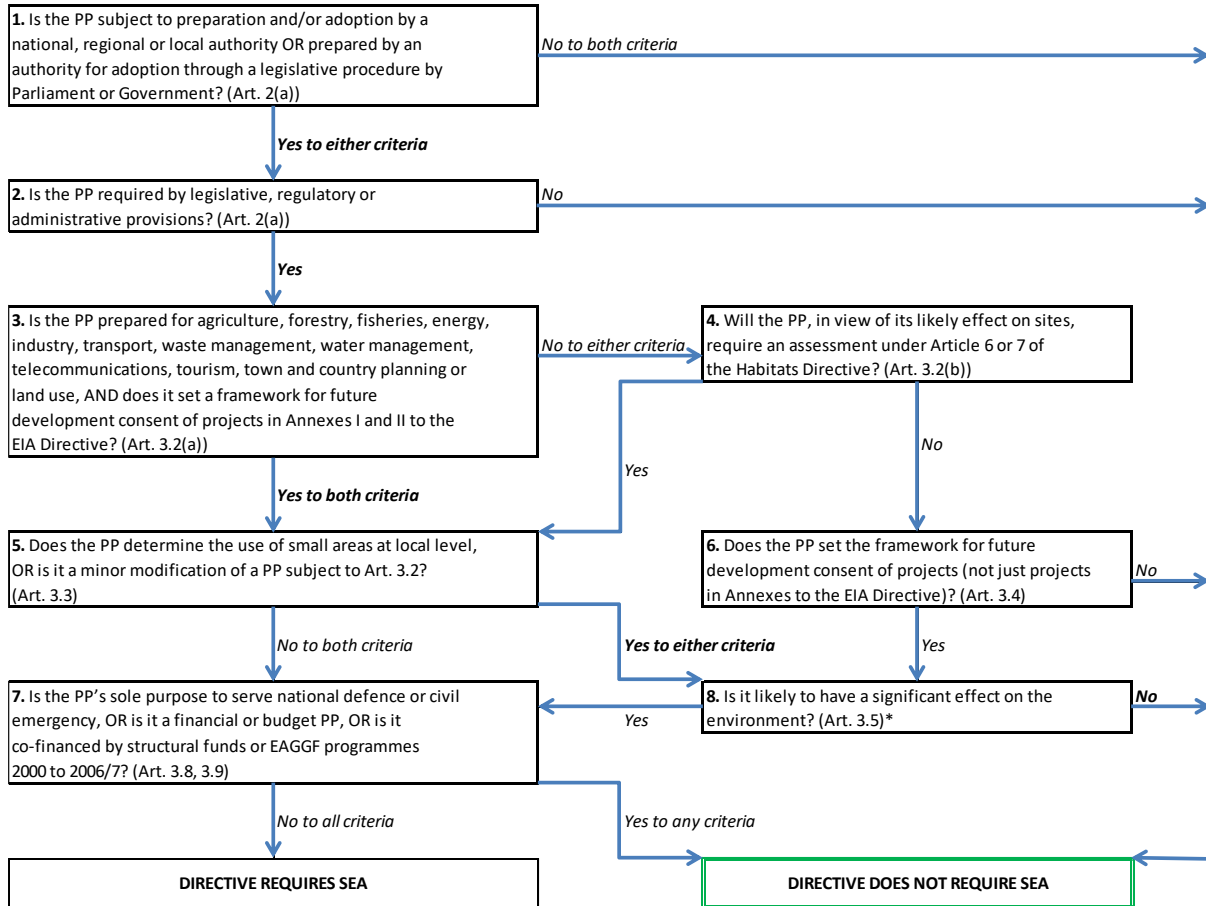 1. Is the PP subject to preparation and/or adoption by a
national, regional or local authority OR prepared by an
authority for adoption through a legislative procedure by
Parliament or Government? (Art. 2(a))
No to both criteria
Yes to either criteria
2. Is the PP required by legislative, regulatory or
administrative provisions? (Art. 2(a))
No
Yes
3. Is the PP prepared for agriculture, forestry, fisheries, energy,
industry, transport, waste management, water management,
telecommunications, tourism, town and country planning or
land use, AND does it set a framework for future
development consent of projects in Annexes I and II to the
EIA Directive? (Art. 3.2(a))
No to either criteria
4. Will the PP, in view of its likely effect on sites,
require an assessment under Article 6 or 7 of
the Habitats Directive? (Art. 3.2(b))
Yes to both criteria
Yes
No
5. Does the PP determine the use of small areas at local level,
OR is it a minor modification of a PP subject to Art. 3.2?
(Art. 3.3)
6. Does the PP set the framework for future
development consent of projects (not just projects
in Annexes to the EIA Directive)? (Art. 3.4)
No
No to both criteria
Yes to either criteria
Yes
7. Is the PP’s sole purpose to serve national defence or civil
emergency, OR is it a financial or budget PP, OR is it
co-financed by structural funds or EAGGF programmes
2000 to 2006/7? (Art. 3.8, 3.9)
Yes
8. Is it likely to have a significant effect on the
environment? (Art. 3.5)*
No
No to all criteria
Yes to any criteria
DIRECTIVE REQUIRES SEA
DIRECTIVE DOES NOT REQUIRE SEA